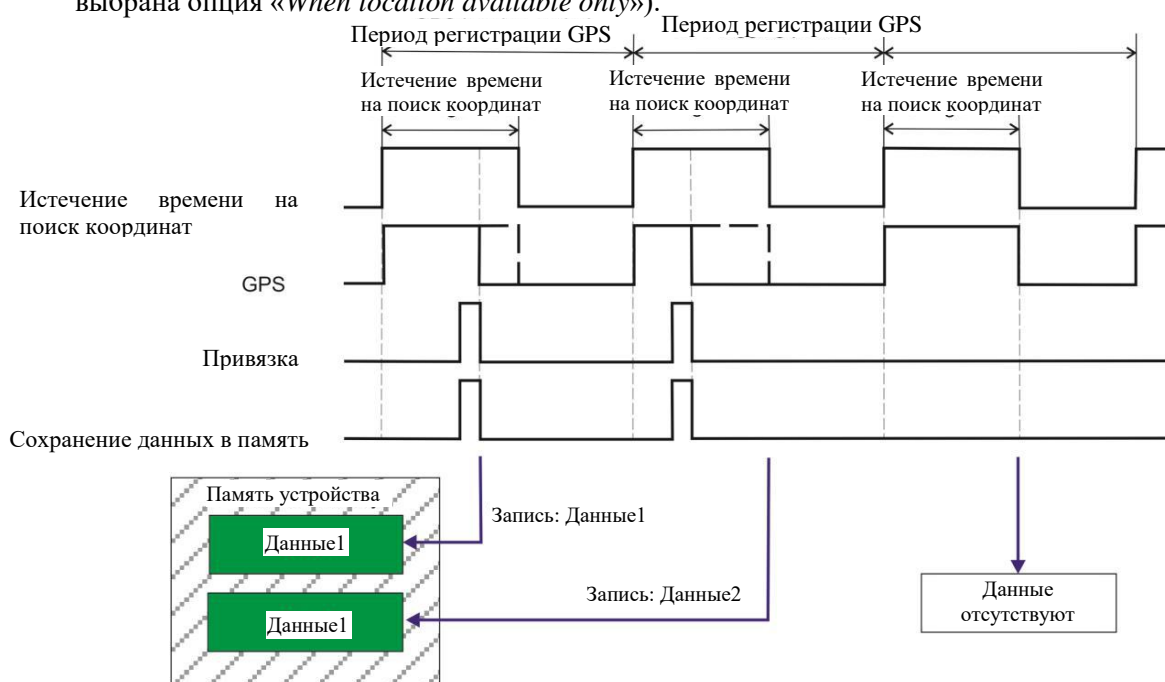 выбрана опция «When location available only»).
Период регистрации GPS
Период регистрации GPS
Истечение времени
на поиск координат
Истечение времени
на поиск координат
Истечение времени
на поиск координат
Истечение времени на
поиск координат
GPS
Привязка
Сохранение данных в память
Память устройства
Данные1
Запись: Данные1
Данные1
Запись: Данные2
Данные
отсутствуют